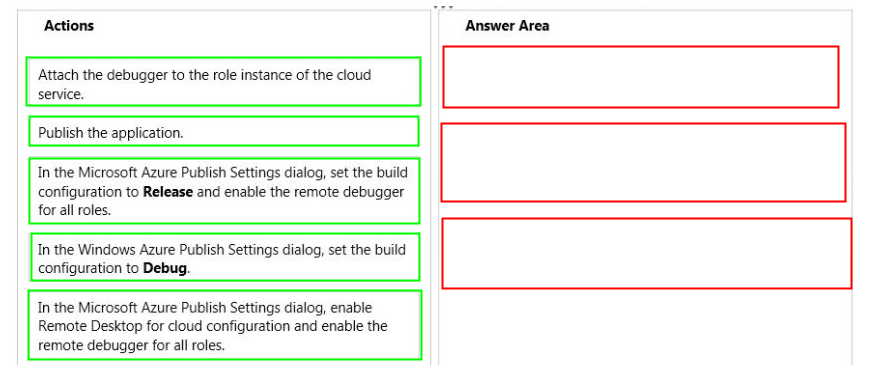 Actions
Answer Area
Attach the debugger to the role instance of the cloud
service.
Publish the application.
In the Microsoft Azure Publish Settings dialog, set the build
configuration to Release and enable the remote debugger
for all roles.
In the Windows Azure Publish Settings dialog, set the build
configuration to Debug.
In the Microsoft Azure Publish Settings dialog, enable
Remote Desktop for cloud configuration and enable the
remote debugger for all roles.